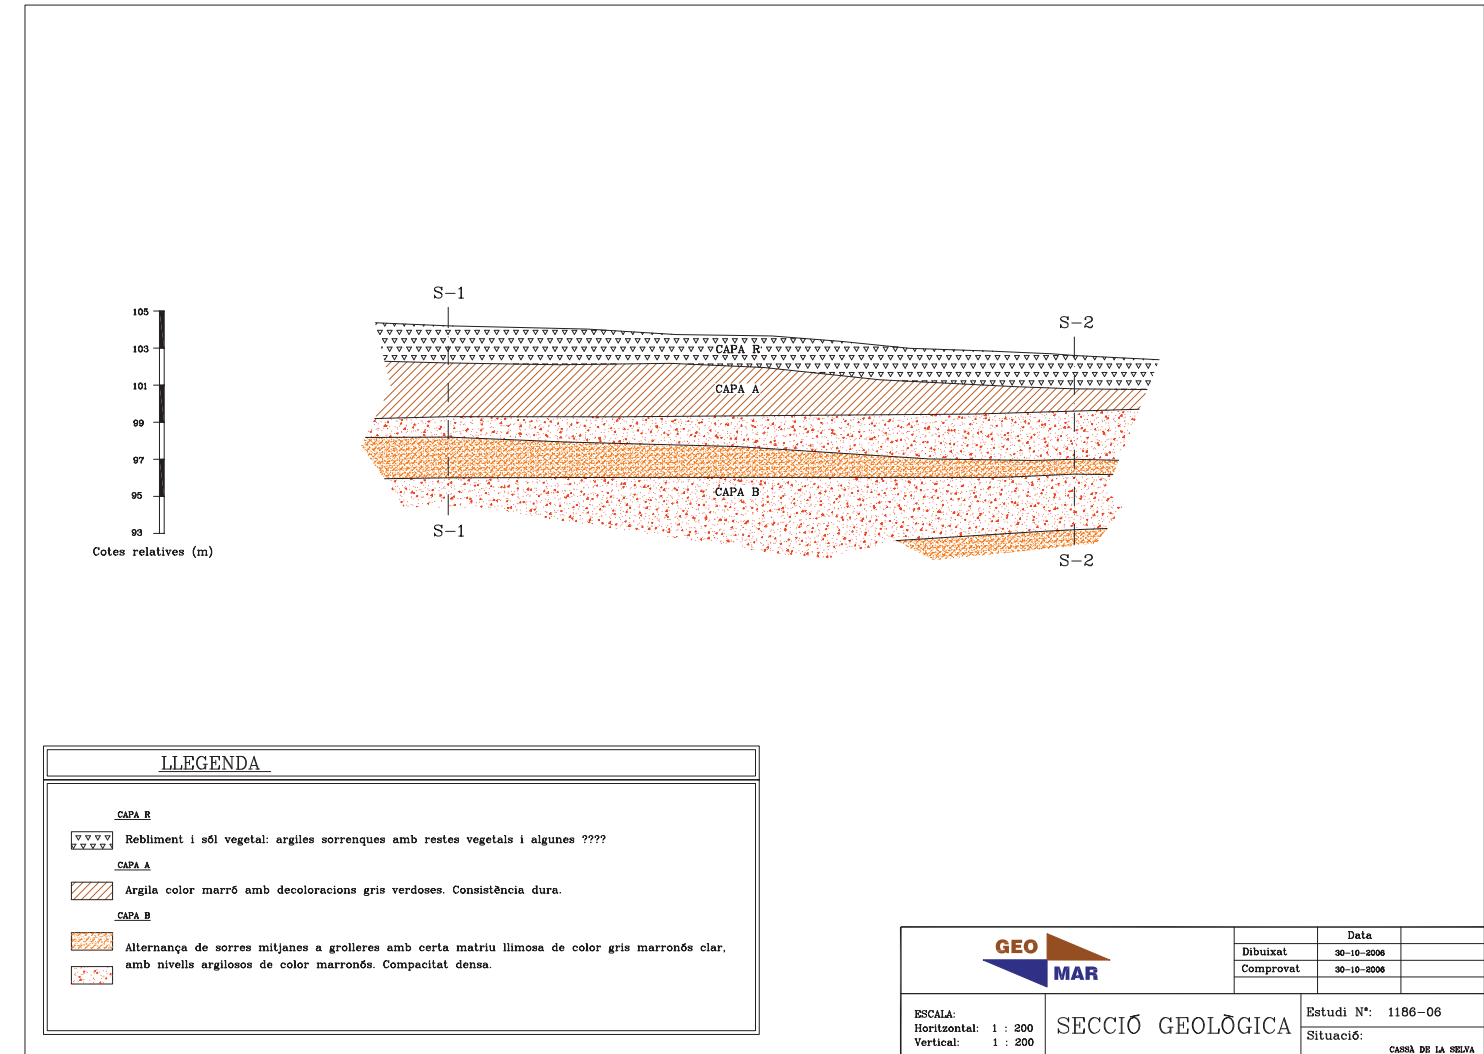 S-1
S-2
105
103
101
99
97
95
93
Cotes relatives (m)
CAPA R
CAPA A
CAPA B
S-1
S-2
LLEGENDA
CAPA R
Rebliment i sól vegetal: argiles sorrenques amb restes vegetals i algunes ????
CAPA A
Argila color marró amb decoloracions gris verdoses. Consistència dura.
CAPA B
Alternança de sorres mitjanes a grolleres amb certa matriu llimosa de color gris marronós clar,
amb nivells argilosos de color marronós. Compacitat densa.
GEO
MAR
Data
Dibuixat 30-10-2006
Comprovat 30-10-2006
ESCALA:
Horitzontal: 1 : 200
Vertical: 1 : 200
SECCIÓ GEOLÒGICA
Estudi Nº: 1186-06
Situació:
CASSÀ DE LA SELVA